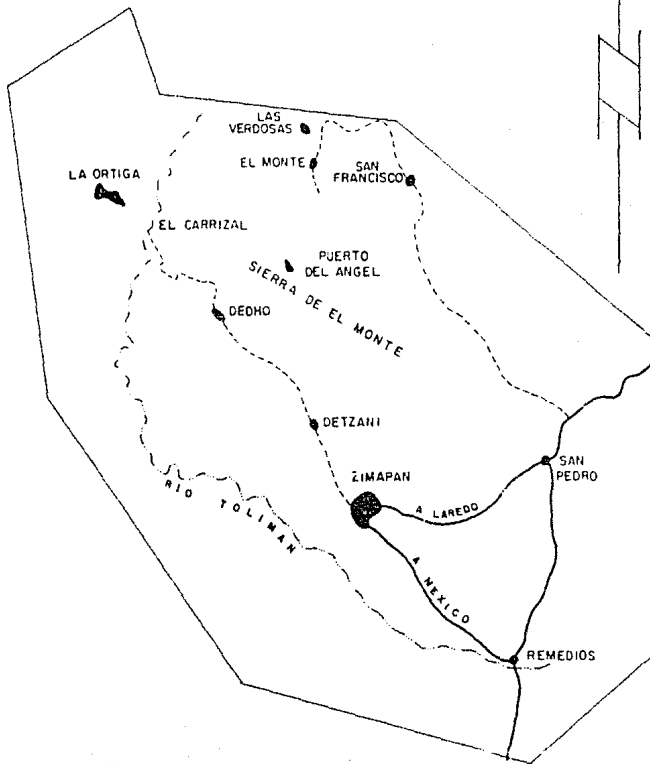 LAS
VERDOSAS
EL MONTE
SAN
FRANCISCO
LA ORTIGA
EL CARRIZAL
PUERTO
DEL ANGEL
SIERRA DE EL MONTE
DEDHO
DETZANI
ZIMAPAN
SAN
PEDRO
A LAREDO
RIO TOLIMAN
A MEXICO
REMEDIOS